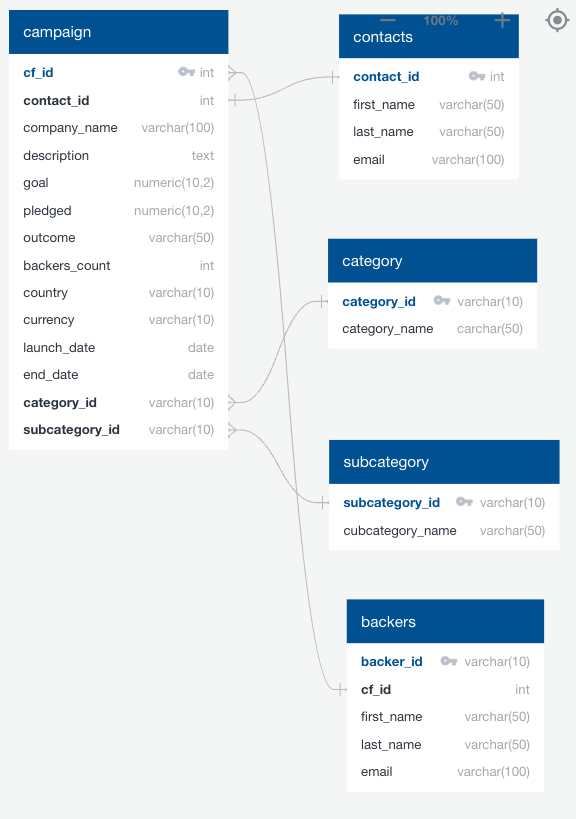 campaign
cf_id int
contact_id int
company_name varchar(100)
description text
goal numeric(10,2)
pledged numeric(10,2)
outcome varchar(50)
backers_count int
country varchar(10)
currency varchar(10)
launch_date date
end_date date
category_id varchar(10)
subcategory_id varchar(10)
100%
contacts
contact_id int
first_name varchar(50)
last_name varchar(50)
email varchar(100)
category
category_id varchar(10)
category_name carchar(50)
subcategory
subcategory_id varchar(10)
cubcategory_name varchar(50)
backers
backer_id varchar(10)
cf_id int
first_name varchar(50)
last_name varchar(50)
email varchar(100)